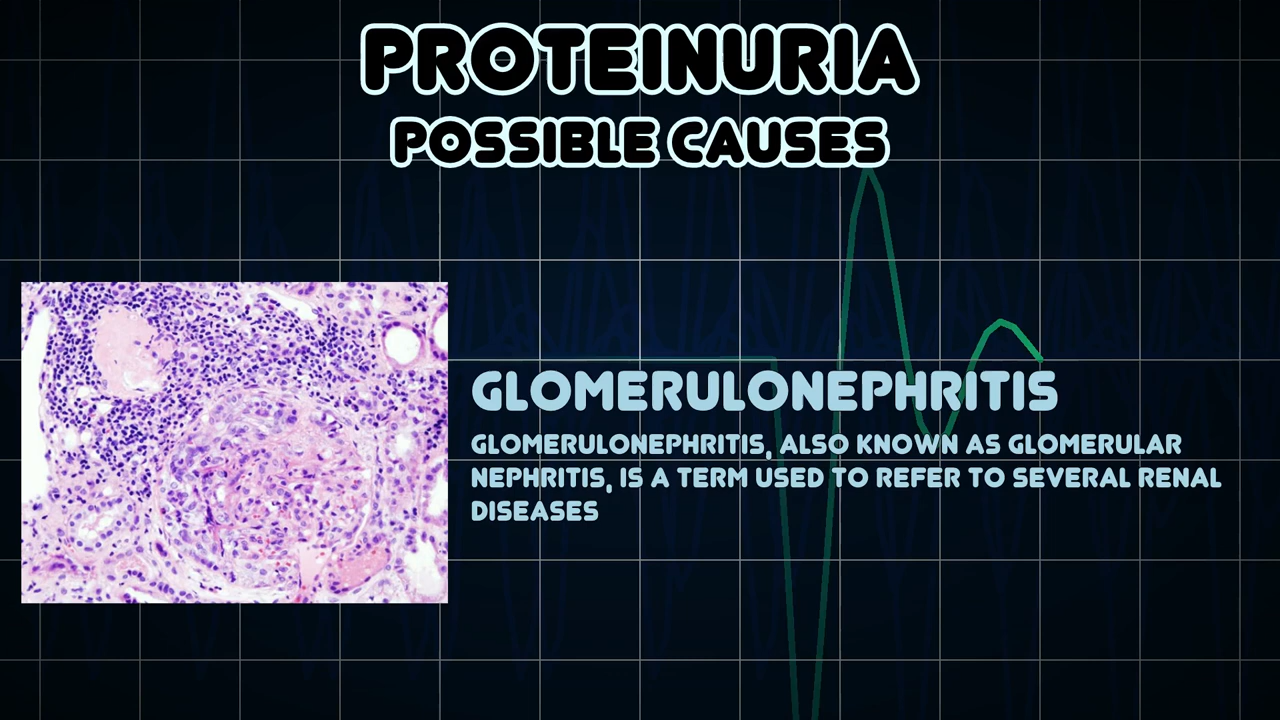 PROTEINURIA
POSSIBLE CAUSES
GLOMERULONEPHRITIS
GLOMERULONEPHRITIS, ALSO KNOWN AS GLOMERULAR
NEPHRITIS, IS A TERM USED TO REFER TO SEVERAL RENAL
DISEASES